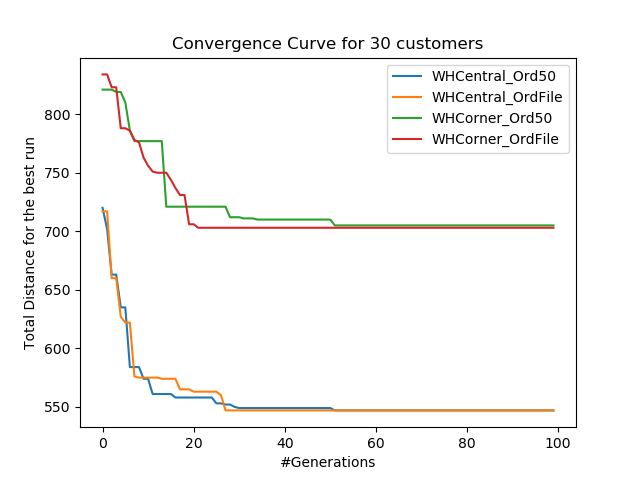 Convergence Curve for 30 customers
WHCentral_Ord50
WHCentral_OrdFile
WHCorner_Ord50
WHCorner_OrdFile
Total Distance for the best run
800
750
700
650
600
550
0 20 40 60 80 100
#Generations